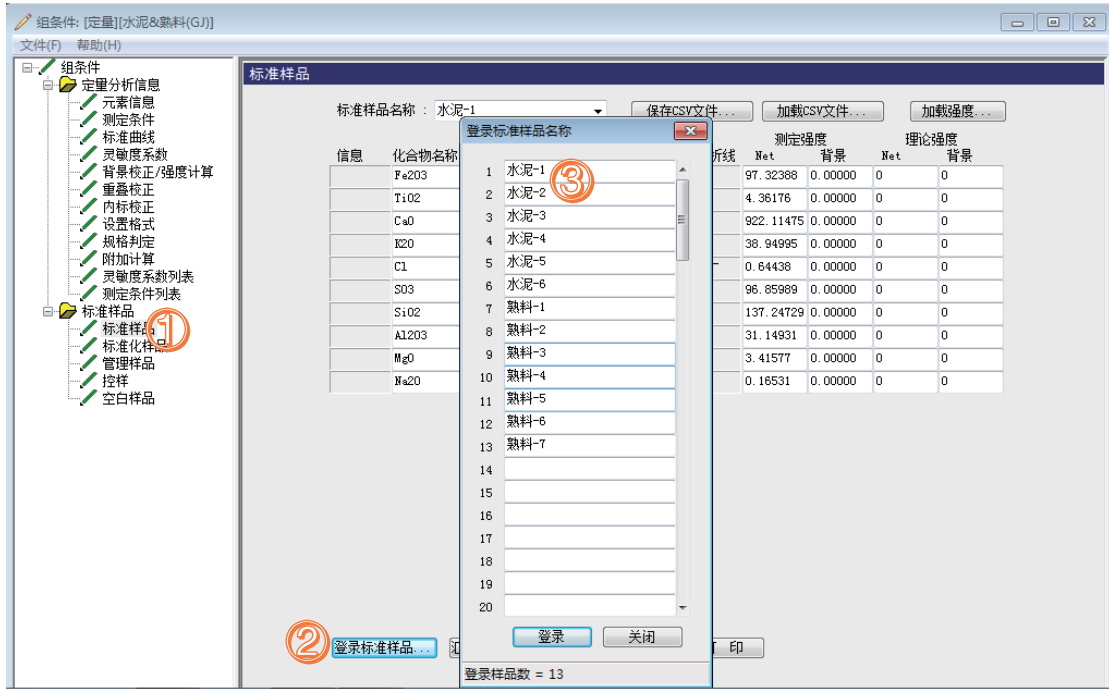 组条件: [定量][水泥&熟料(GJ)]
文件(F) 帮助(H)
组条件
定量分析信息
元素信息
测定条件
标准曲线
灵敏度系数
背景校正/强度计算
重叠校正
内标校正
设置格式
规格判定
附加计算
灵敏度系数列表
测定条件列表
标准样品
标准样品
①
标准化样品
管理样品
控样
空白样品
标准样品
标准样品名称 : 水泥-1 保存CSV文件... 加载CSV文件... 加载强度...
测定强度 理论强度
信息 化合物名称 折线 Net 背景 Net 背景
Fe2O3 97.32388 0.00000 0 0
TiO2 4.36176 0.00000 0 0
CaO 922.11475 0.00000 0 0
K2O 38.94995 0.00000 0 0
Cl 0.64438 0.00000 0 0
SO3 96.85989 0.00000 0 0
SiO2 137.24729 0.00000 0 0
Al2O3 31.14931 0.00000 0 0
MgO 3.41577 0.00000 0 0
Na2O 0.16531 0.00000 0 0
登录标准样品名称
1 水泥-1
③
2 水泥-2
3 水泥-3
4 水泥-4
5 水泥-5
6 水泥-6
7 熟料-1
8 熟料-2
9 熟料-3
10 熟料-4
11 熟料-5
12 熟料-6
13 熟料-7
14
15
16
17
18
19
20
登录 关闭
登录样品数 = 13
② 登录标准样品... 印